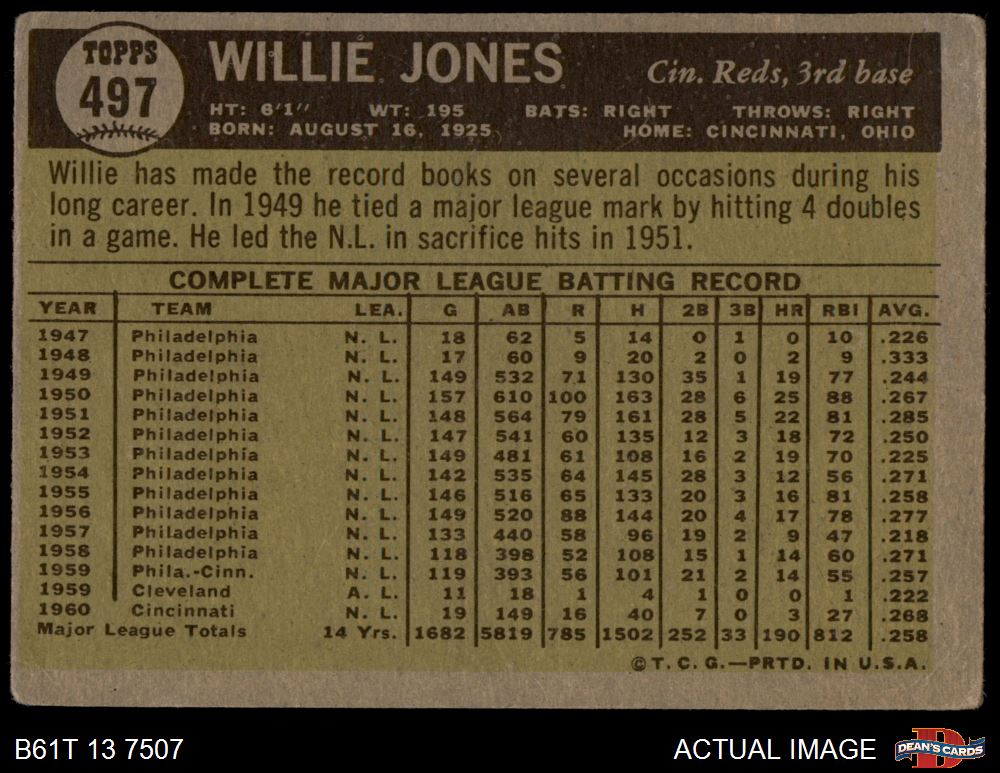 TOPPS
497
WILLIE JONES
Cin. Reds, 3rd base
HT: 6'1'' WT: 195 BATS: RIGHT THROWS: RIGHT
BORN: AUGUST 16, 1925 HOME: CINCINNATI, OHIO
Willie has made the record books on several occasions during his
long career. In 1949 he tied a major league mark by hitting 4 doubles
in a game. He led the N.L. in sacrifice hits in 1951.
COMPLETE MAJOR LEAGUE BATTING RECORD
YEAR TEAM LEA. G AB R H 2B 3B HR RBI AVG.
1947 Philadelphia N. L. 18 62 5 14 0 1 0 10 .226
1948 Philadelphia N. L. 17 60 9 20 2 0 2 9 .333
1949 Philadelphia N. L. 149 532 71 130 35 1 19 77 .244
1950 Philadelphia N. L. 157 610 100 163 28 6 25 88 .267
1951 Philadelphia N. L. 148 564 79 161 28 5 22 81 .285
1952 Philadelphia N. L. 147 541 60 135 12 3 18 72 .250
1953 Philadelphia N. L. 149 481 61 108 16 2 19 70 .225
1954 Philadelphia N. L. 142 535 64 145 28 3 12 56 .271
1955 Philadelphia N. L. 146 516 65 133 20 3 16 81 .258
1956 Philadelphia N. L. 149 520 88 144 20 4 17 78 .277
1957 Philadelphia N. L. 133 440 58 96 19 2 9 47 .218
1958 Philadelphia N. L. 118 398 52 108 15 1 14 60 .271
1959 Phila.-Cinn. N. L. 119 393 56 101 21 2 14 55 .257
1959 Cleveland A. L. 11 18 1 4 1 0 0 1 .222
1960 Cincinnati N. L. 19 149 16 40 7 0 3 27 .268
Major League Totals 14 Yrs. 1682 5819 785 1502 252 33 190 812 .258
©T. C. G.—PRTD. IN U.S.A.
B61T 13 7507
ACTUAL IMAGE
DEAN'S CARDS